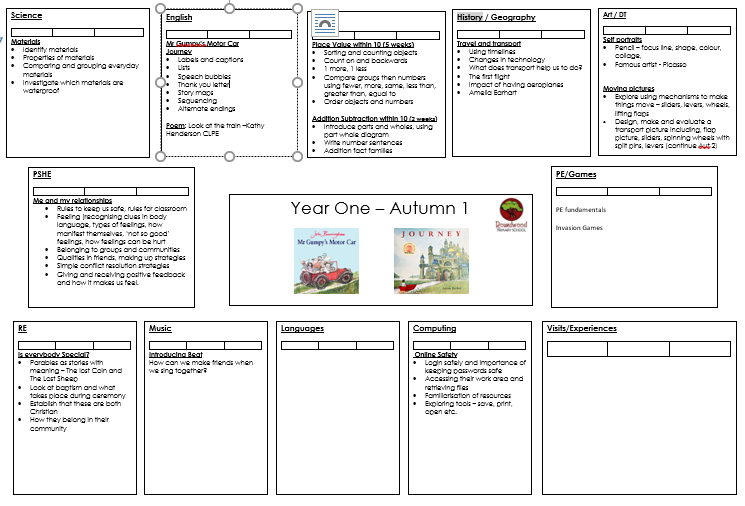 Science
Materials
Identify materials
Properties of materials
Comparing and grouping everyday
materials
Investigate which materials are
waterproof
English
Mr Gumpy's Motor Car
Journey
Labels and captions
Lists
Speech bubbles
Thank you letter
Story maps
Sequencing
Alternate endings
Poem: Look at the train –Kathy
Henderson CLPE
Place Value within 10 (5 weeks)
Sorting and counting objects
Count on and backwards
1 more, 1 less
Compare groups then numbers
using fewer, more, same, less than,
greater than, equal to
Order objects and numbers
Addition Subtraction within 10 (2 weeks)
Introduce parts and wholes, using
part whole diagram
Write number sentences
Addition fact families
History / Geography
Travel and transport
Using timelines
Changes in technology
What does transport help us to do?
The first flight
Impact of having aeroplanes
Amelia Earhart
Art / DT
Self portraits
Pencil – focus line, shape, colour,
collage,
Famous artist - Picasso
Moving pictures
Explore using mechanisms to make
things move – sliders, levers, wheels,
lifting flaps
Design, make and evaluate a
transport picture including, flap
picture, sliders, spinning wheels with
split pins, levers (continue aut 2)
PSHE
Me and my relationships
Rules to keep us safe, rules for classroom
Feeling (recognising clues in body
language, types of feelings, how
manifest themselves, 'not so good'
feelings, how feelings can be hurt
Belonging to groups and communities
Qualities in friends, making up strategies
Simple conflict resolution strategies
Giving and receiving positive feedback
and how it makes us feel.
Year One – Autumn 1
Roundwood
PRIMARY SCHOOL
John Burningham
Mr Gumpy's Motor Car
JOURNEY
PE/Games
PE fundamentals
Invasion Games
RE
Is everybody Special?
Parables as stories with
meaning – The lost Coin and
The Lost Sheep
Look at baptism and what
takes place during ceremony
Establish that these are both
Christian
How they belong in their
community
Music
Introducing Beat
How can we make friends when
we sing together?
Languages
Computing
Online Safety
Login safely and importance of
keeping passwords safe
Accessing their work area and
retrieving files
Familiarisation of resources
Exploring tools – save, print,
open etc.
Visits/Experiences